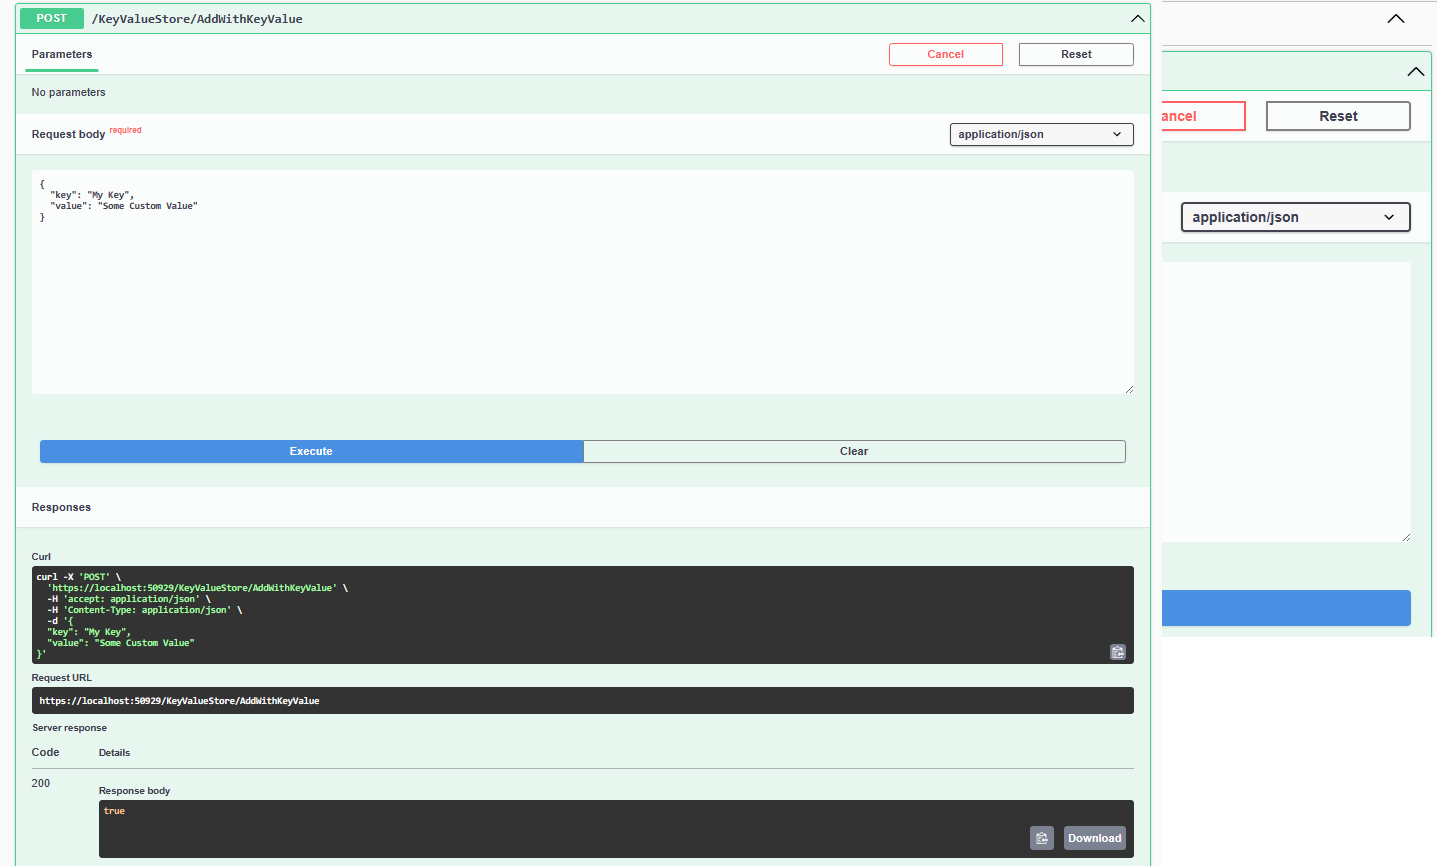 POST /KeyValueStore/AddWithKeyValue
Parameters
Cancel
Reset
No parameters
Request body required
application/json
{
  "key": "My Key",
  "value": "Some Custom Value"
}
Execute
Clear
Responses
Curl
curl -X 'POST' \
  'https://localhost:50929/KeyValueStore/AddWithKeyValue' \
  -H 'accept: application/json' \
  -H 'Content-Type: application/json' \
  -d '{
  "key": "My Key",
  "value": "Some Custom Value"
}'
Request URL
https://localhost:50929/KeyValueStore/AddWithKeyValue
Server response
Code Details
200
Response body
true
Download
ancel
Reset
application/json